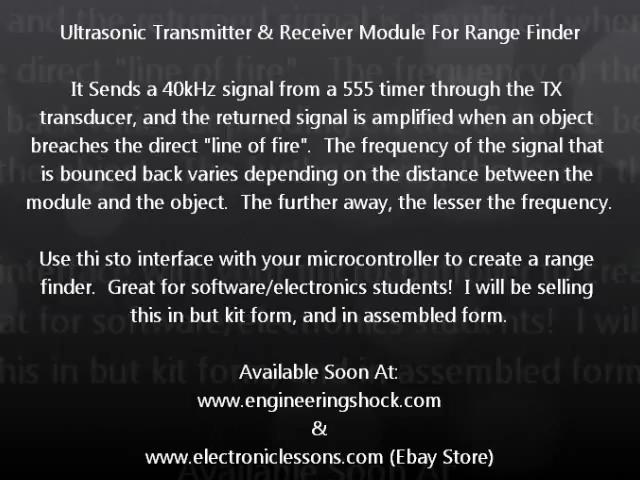 Ultrasonic Transmitter & Receiver Module For Range Finder
It Sends a 40kHz signal from a 555 timer through the TX
transducer, and the returned signal is amplified when an object
breaches the direct "line of fire".  The frequency of the signal that
is bounced back varies depending on the distance between the
module and the object.  The further away, the lesser the frequency.
Use thi sto interface with your microcontroller to create a range
finder.  Great for software/electronics students!  I will be selling
this in but kit form, and in assembled form.
Available Soon At:
www.engineeringshock.com
&
www.electroniclessons.com (Ebay Store)